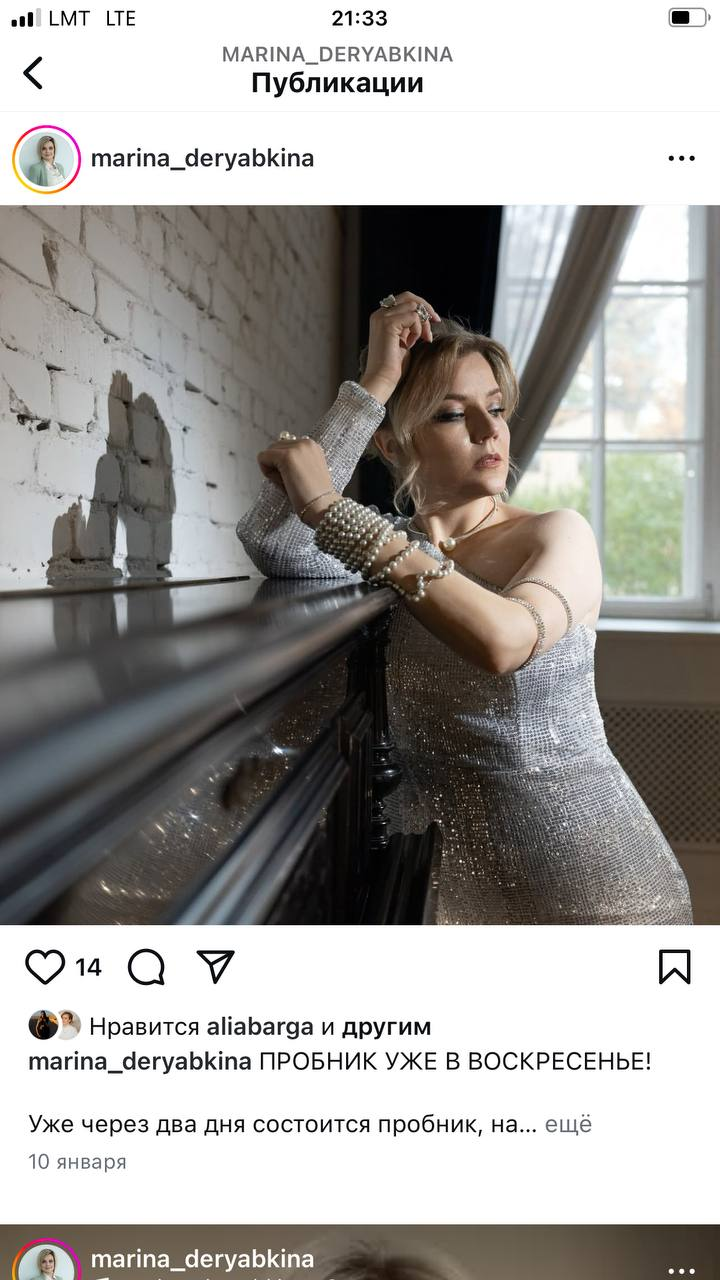 LMT LTE 21:33
MARINA_DERYABKINA
Публикации
marina_deryabkina
14
Нравится aliabarga и другим
marina_deryabkina ПРОБНИК УЖЕ В ВОСКРЕСЕНЬЕ!
Уже через два дня состоится пробник, на... ещё
10 января
marina_deryabkina